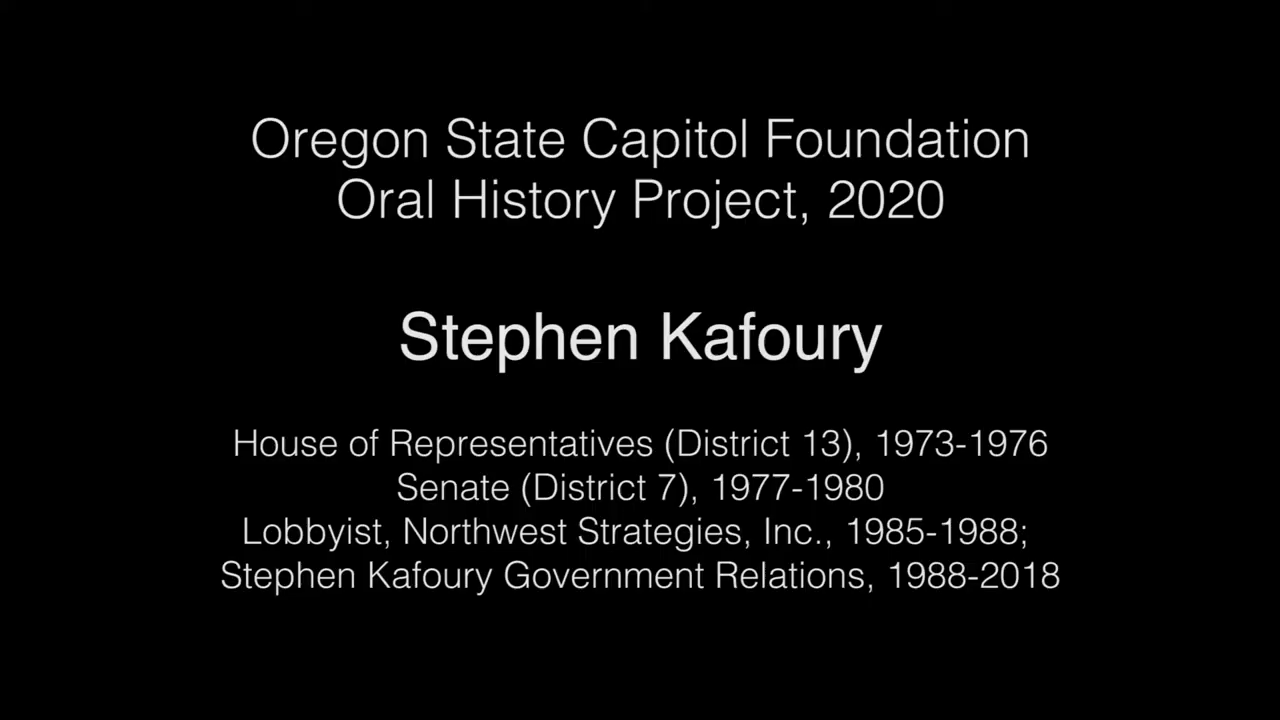 Oregon State Capitol Foundation
Oral History Project, 2020
Stephen Kafoury
House of Representatives (District 13), 1973-1976
Senate (District 7), 1977-1980
Lobbyist, Northwest Strategies, Inc., 1985-1988;
Stephen Kafoury Government Relations, 1988-2018